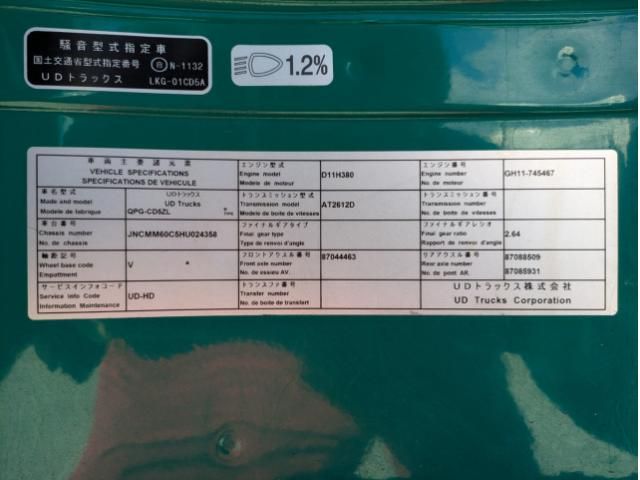 騒音型式指定車
国土交通省型式指定番号 自 N-1132
UDトラックス LKG-01CD5A
1.2%
車両主要諸元表
VEHICLE SPECIFICATIONS
SPECIFICATIONS DE VEHICULE
エンジン型式
Engine model D11H380
Modele de moteur
エンジン番号
Engine number GH11-745467
No. de moteur
車名型式 UDトラックス
Made and model UD Trucks
Modele de fabrique QPG-CD5ZL
トランスミッション型式
Transmission model AT2612D
Modele de boite de vitesses
トランスミッション番号
Transmission number
No. de boite de vitesses
車台番号
Chassis number JNCMM60C5HU024358
No. de chassis
ファイナルギアタイプ
Final gear type
Type de renvoi d'angle
ファイナルギアレシオ
Final gear ratio 2.64
Rapport de renvoi d'angle
軸距記号
Wheel base code V *
Empattment
フロントアクスル番号 87044463
Front axle number
No. de essieu AV.
リアアクスル番号 87088509
Rear axle number
No. de pont AR. 87085931
サービスインフォコード
Service Info Code UD-HD
Information Maintenance
トランスファ番号
Transfer number
No. de boite de transfert
UDトラックス株式会社
UD Trucks Corporation